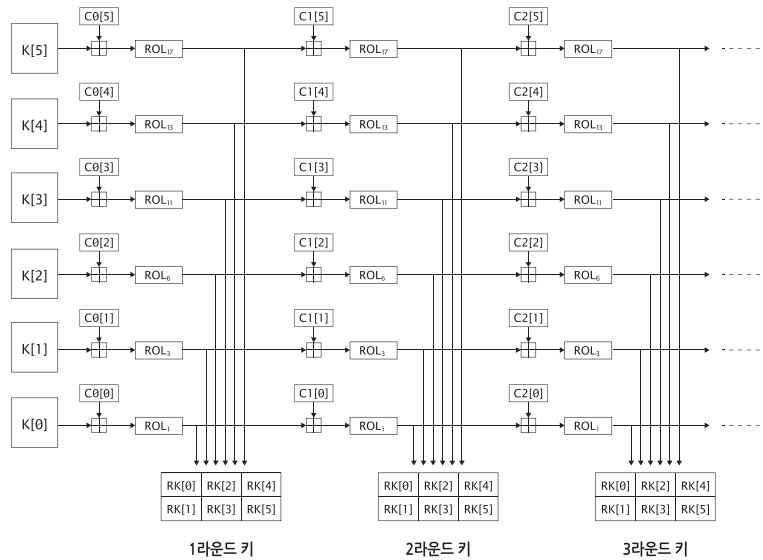 C0[5] C1[5] C2[5]
K[5] ROL₁₇ ROL₁₇ ROL₁₇
C0[4] C1[4] C2[4]
K[4] ROL₁₃ ROL₁₃ ROL₁₃
C0[3] C1[3] C2[3]
K[3] ROL₁₁ ROL₁₁ ROL₁₁
C0[2] C1[2] C2[2]
K[2] ROL₆ ROL₆ ROL₆
C0[1] C1[1] C2[1]
K[1] ROL₃ ROL₃ ROL₃
C0[0] C1[0] C2[0]
K[0] ROL₁ ROL₁ ROL₁
RK[0] RK[2] RK[4] RK[0] RK[2] RK[4] RK[0] RK[2] RK[4]
RK[1] RK[3] RK[5] RK[1] RK[3] RK[5] RK[1] RK[3] RK[5]
1라운드 키 2라운드 키 3라운드 키